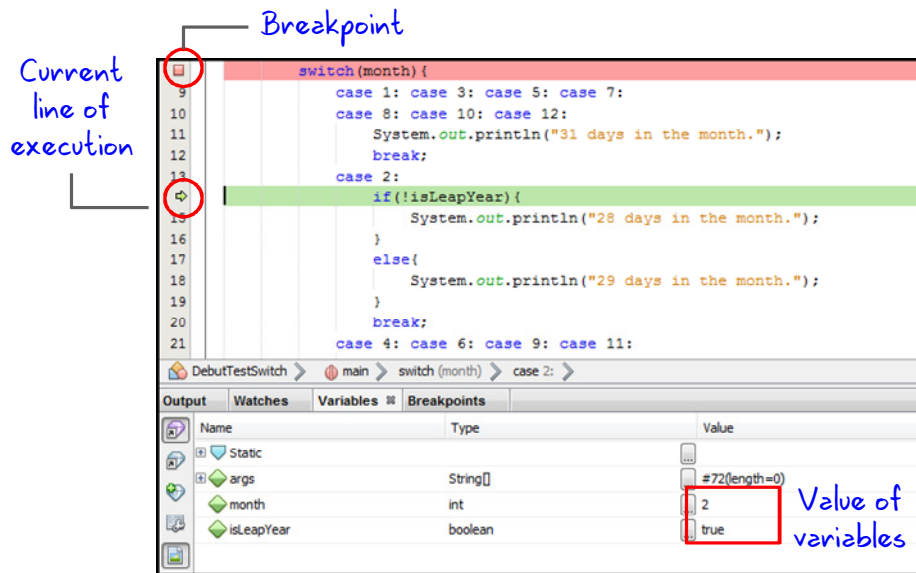 Breakpoint
Current
line of
execution
switch(month){
9 case 1: case 3: case 5: case 7:
10 case 8: case 10: case 12:
11 System.out.println("31 days in the month.");
12 break;
13 case 2:
if(!isLeapYear){
15 System.out.println("28 days in the month.");
16 }
17 else{
18 System.out.println("29 days in the month.");
19 }
20 break;
21 case 4: case 6: case 9: case 11:
DebutTestSwitch main switch (month) case 2:
Output Watches Variables Breakpoints
Name Type Value
Static ...
args String[] ... #72(length=0)
month int ... 2
isLeapYear boolean ... true
Value of
variables